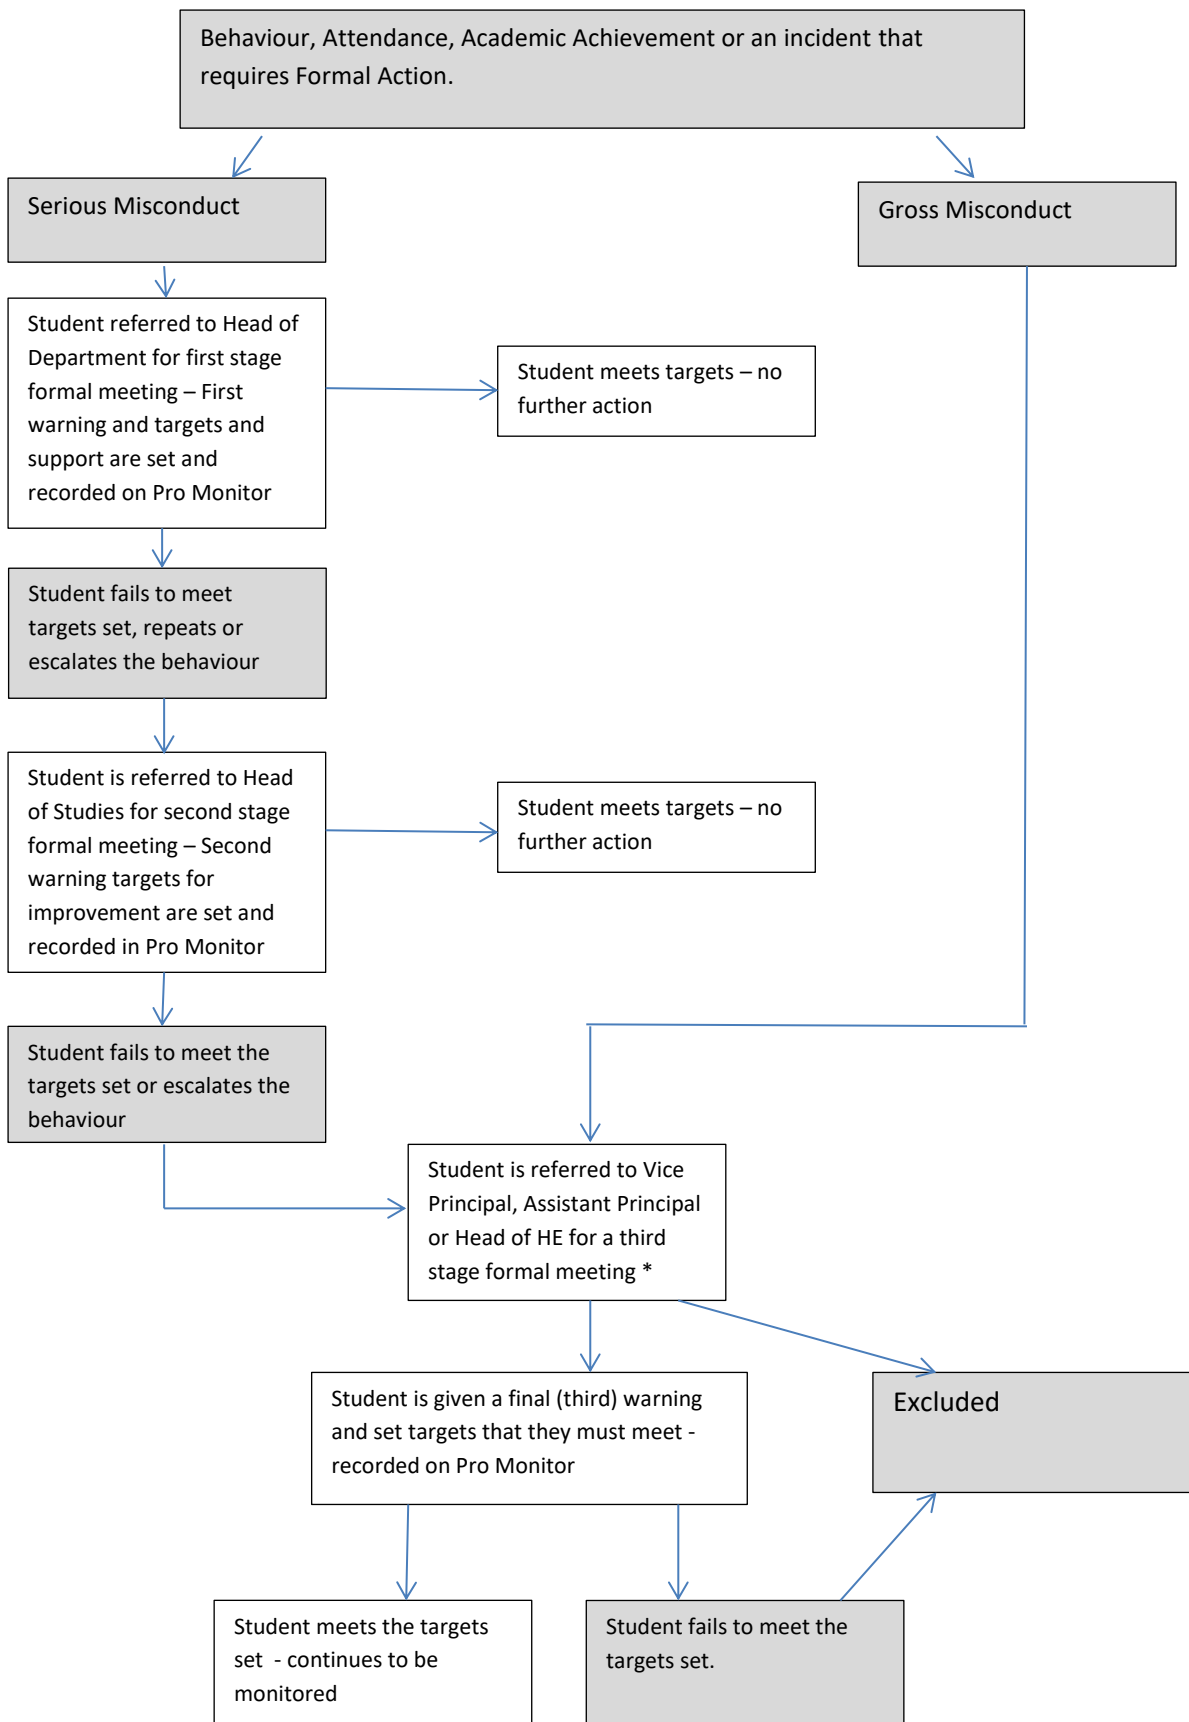 Behaviour, Attendance, Academic Achievement or an incident that
requires Formal Action.
Serious Misconduct
Gross Misconduct
Student referred to Head of
Department for first stage
formal meeting – First
warning and targets and
support are set and
recorded on Pro Monitor
Student meets targets – no
further action
Student fails to meet
targets set, repeats or
escalates the behaviour
Student is referred to Head
of Studies for second stage
formal meeting – Second
warning targets for
improvement are set and
recorded in Pro Monitor
Student meets targets – no
further action
Student fails to meet the
targets set or escalates the
behaviour
Student is referred to Vice
Principal, Assistant Principal
or Head of HE for a third
stage formal meeting *
Student is given a final (third) warning
and set targets that they must meet -
recorded on Pro Monitor
Excluded
Student meets the targets
set  - continues to be
monitored
Student fails to meet the
targets set.